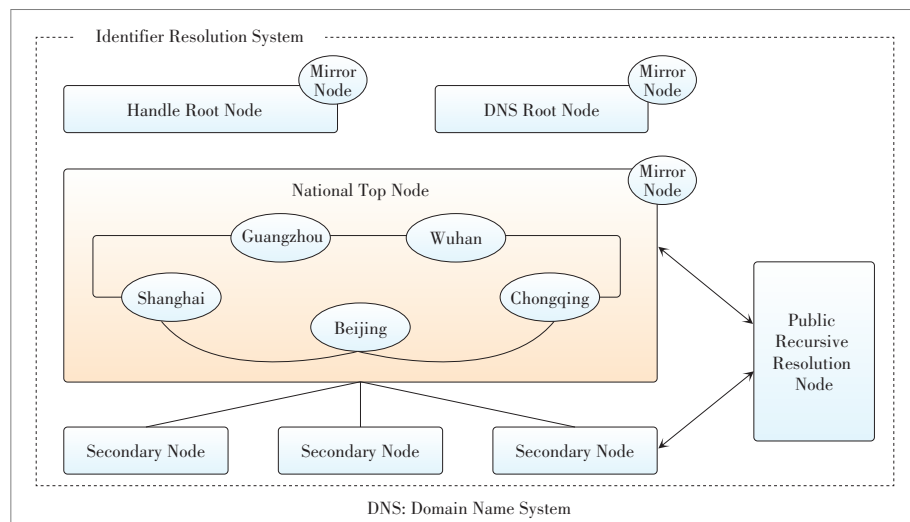 Identifier Resolution System
Mirror
Node
Handle Root Node
Mirror
Node
DNS Root Node
Mirror
Node
National Top Node
Guangzhou
Wuhan
Shanghai
Chongqing
Beijing
Public
Recursive
Resolution
Node
Secondary Node
Secondary Node
Secondary Node
DNS: Domain Name System